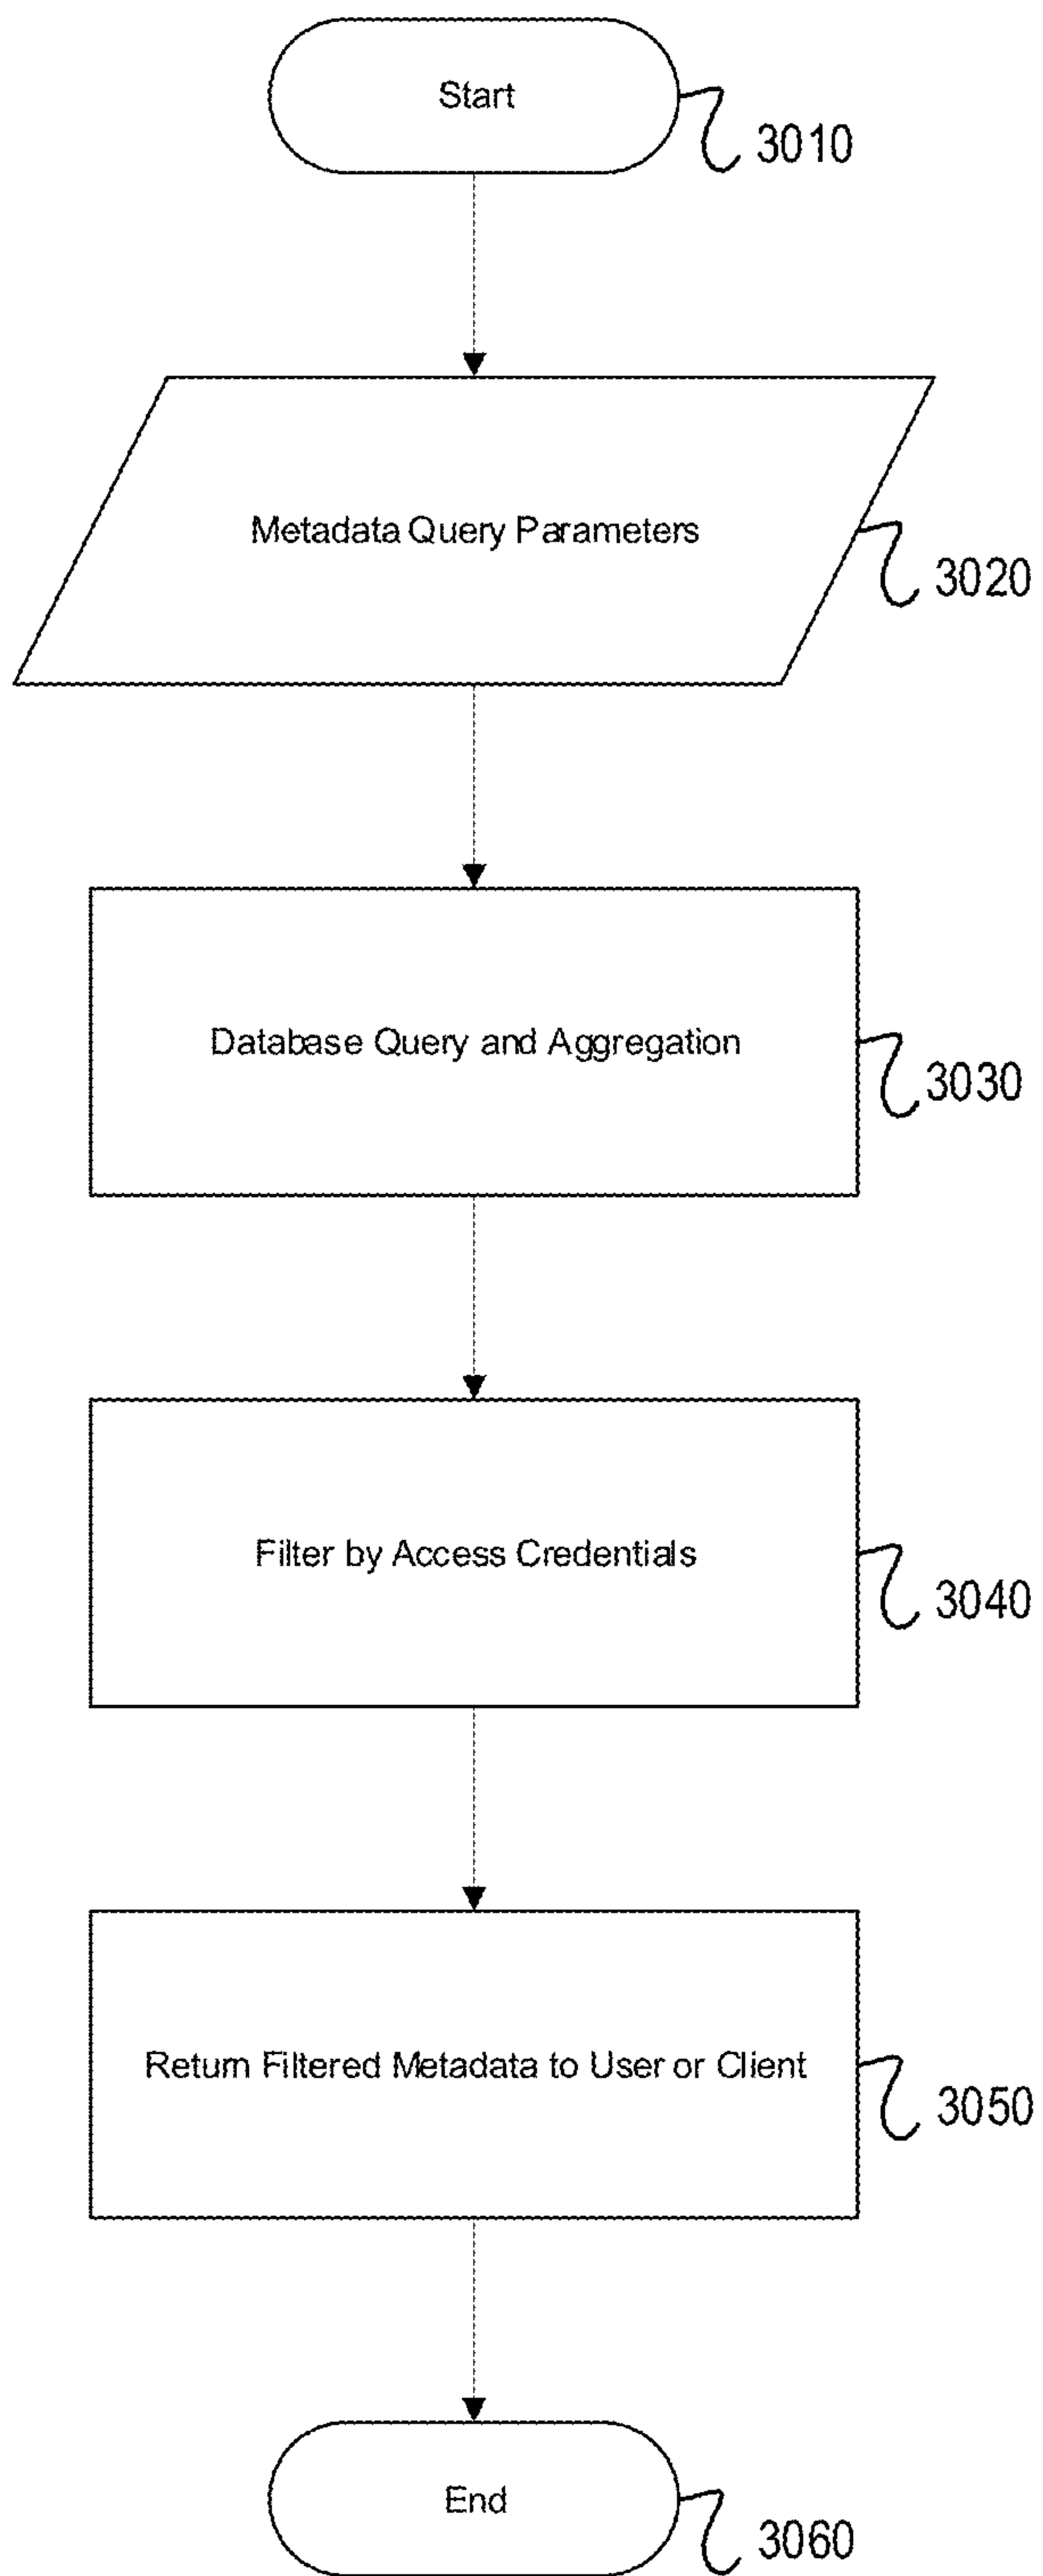 Start
3010
Metadata Query Parameters
3020
Database Query and Aggregation
3030
Filter by Access Credentials
3040
Return Filtered Metadata to User or Client
3050
End
3060